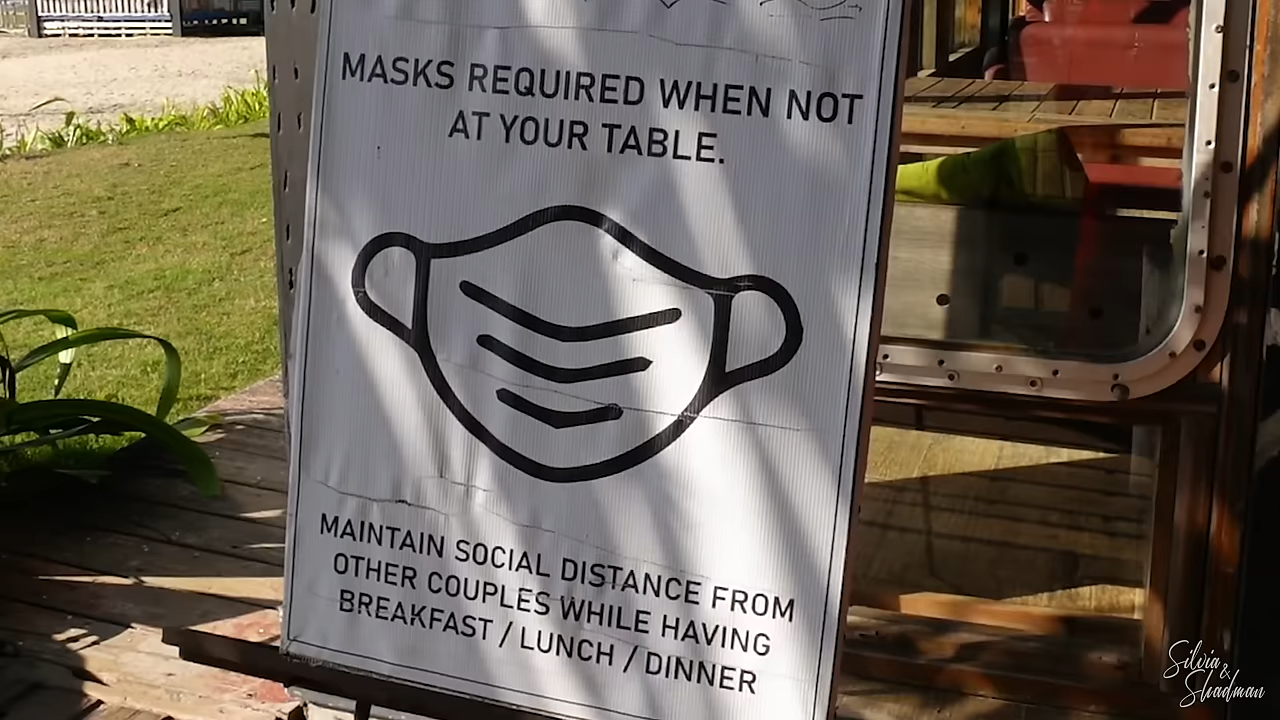 MASKS REQUIRED WHEN NOT
AT YOUR TABLE.
MAINTAIN SOCIAL DISTANCE FROM
OTHER COUPLES WHILE HAVING
BREAKFAST / LUNCH / DINNER
Silvia
&
Shadman